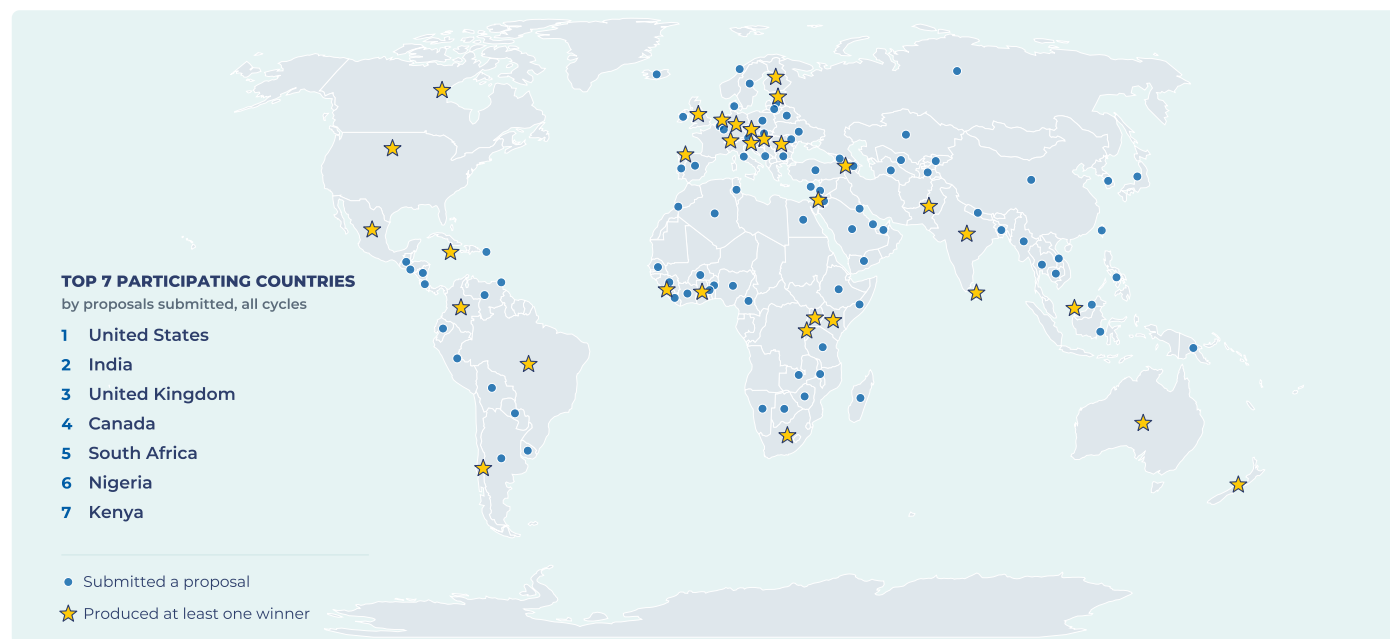 TOP 7 PARTICIPATING COUNTRIES
by proposals submitted, all cycles
1 United States
2 India
3 United Kingdom
4 Canada
5 South Africa
6 Nigeria
7 Kenya
Submitted a proposal
Produced at least one winner